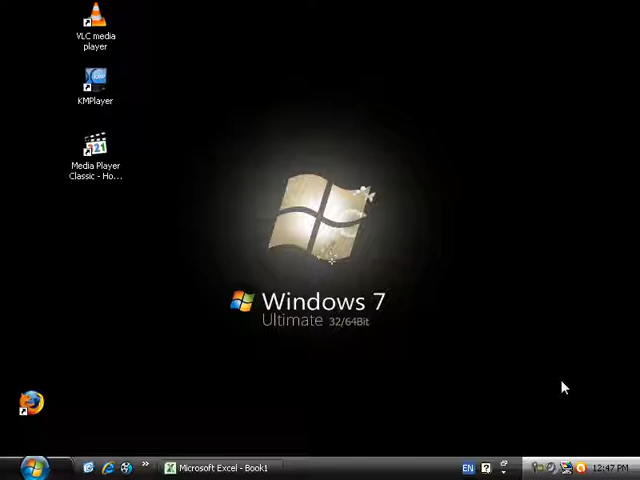 VLC media
player
KMPlayer
321
Media Player
Classic - Ho...
Windows 7
Ultimate 32/64Bit
Microsoft Excel - Book1
EN
?
12:47 PM